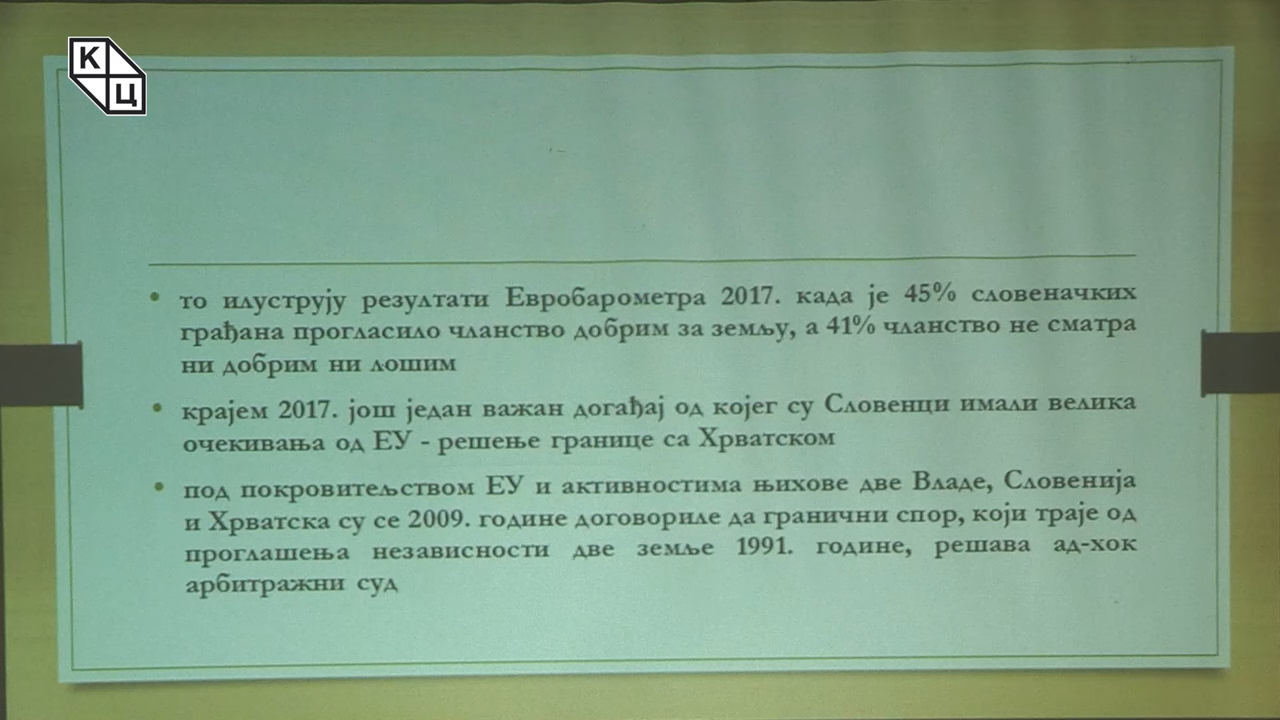 К
Ц
то илуструју резултати Евробарометра 2017. када је 45% словеначких
грађана прогласило чланство добрим за земљу, а 41% чланство не сматра
ни добрим ни лошим
крајем 2017. још један важан догађај од којег су Словенци имали велика
очекивања од ЕУ - решење границе са Хрватском
под покровитељством ЕУ и активностима њихове две Владе, Словенија
и Хрватска су се 2009. године договориле да гранични спор, који траје од
проглашења независности две земље 1991. године, решава ад-хок
арбитражни суд